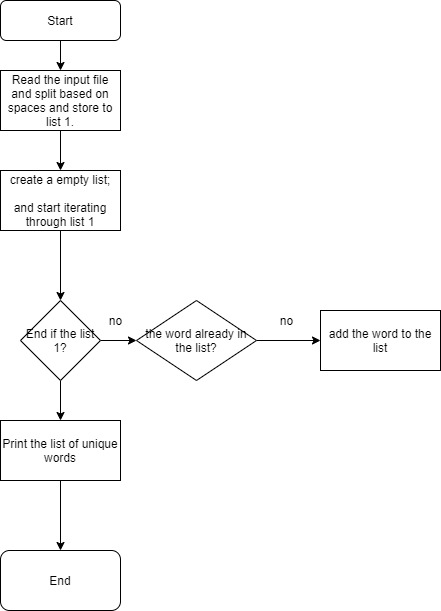 Start
Read the input file
and split based on
spaces and store to
list 1.
create a empty list;
and start iterating
through list 1
End if the list
1?
no
the word already in
the list?
no
add the word to the
list
Print the list of unique
words
End